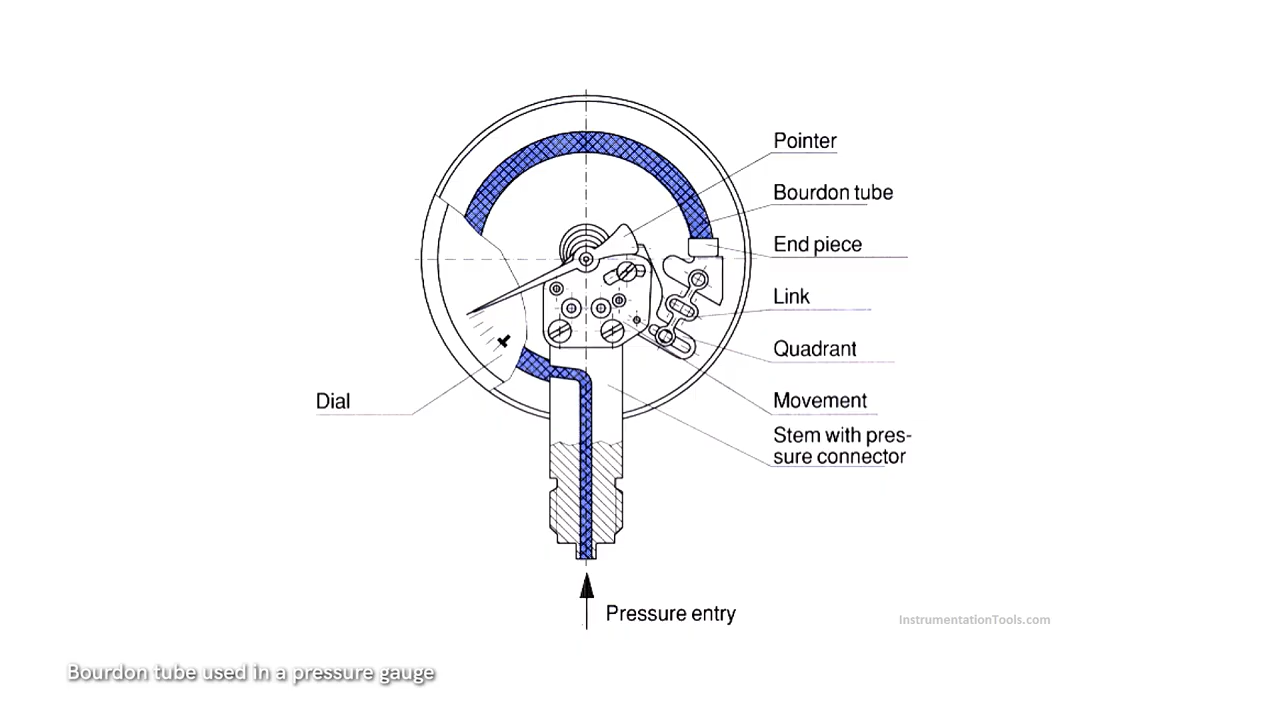 Pointer
Bourdon tube
End piece
Link
Quadrant
Dial
Movement
Stem with pres-
sure connector
Pressure entry
InstrumentationTools.com
Bourdon tube used in a pressure gauge